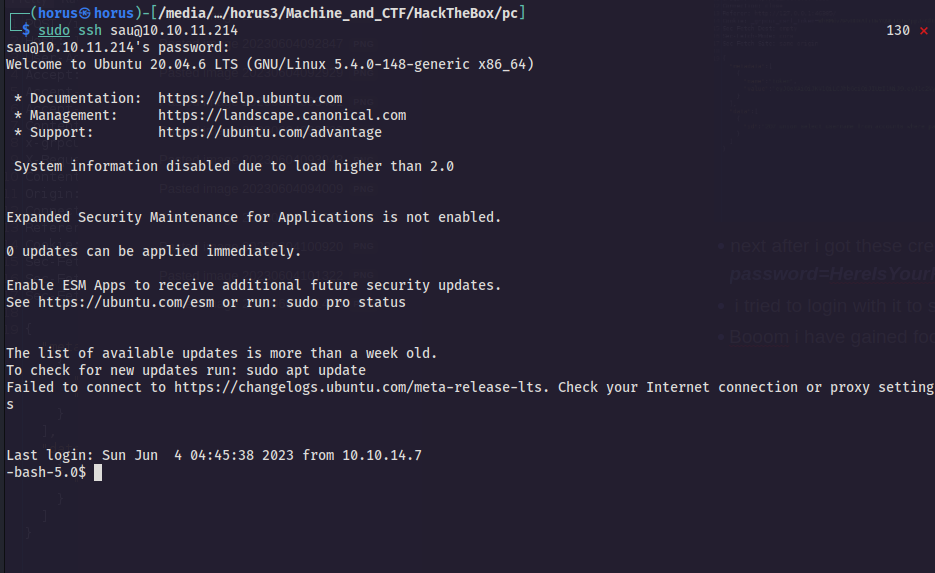 ┌──(horus㉿horus)-[/media/…/horus3/Machine_and_CTF/HackTheBox/pc]
└─$ sudo ssh sau@10.10.11.214 130 ⨯
sau@10.10.11.214's password:
Welcome to Ubuntu 20.04.6 LTS (GNU/Linux 5.4.0-148-generic x86_64)
* Documentation:  https://help.ubuntu.com
* Management:     https://landscape.canonical.com
* Support:        https://ubuntu.com/advantage
System information disabled due to load higher than 2.0
Expanded Security Maintenance for Applications is not enabled.
0 updates can be applied immediately.
Enable ESM Apps to receive additional future security updates.
See https://ubuntu.com/esm or run: sudo pro status
The list of available updates is more than a week old.
To check for new updates run: sudo apt update
Failed to connect to https://changelogs.ubuntu.com/meta-release-lts. Check your Internet connection or proxy setting
s
Last login: Sun Jun  4 04:45:38 2023 from 10.10.14.7
-bash-5.0$
next after i got these cre
password=HereIsYour
i tried to login with it to s
Booom i have gained fo